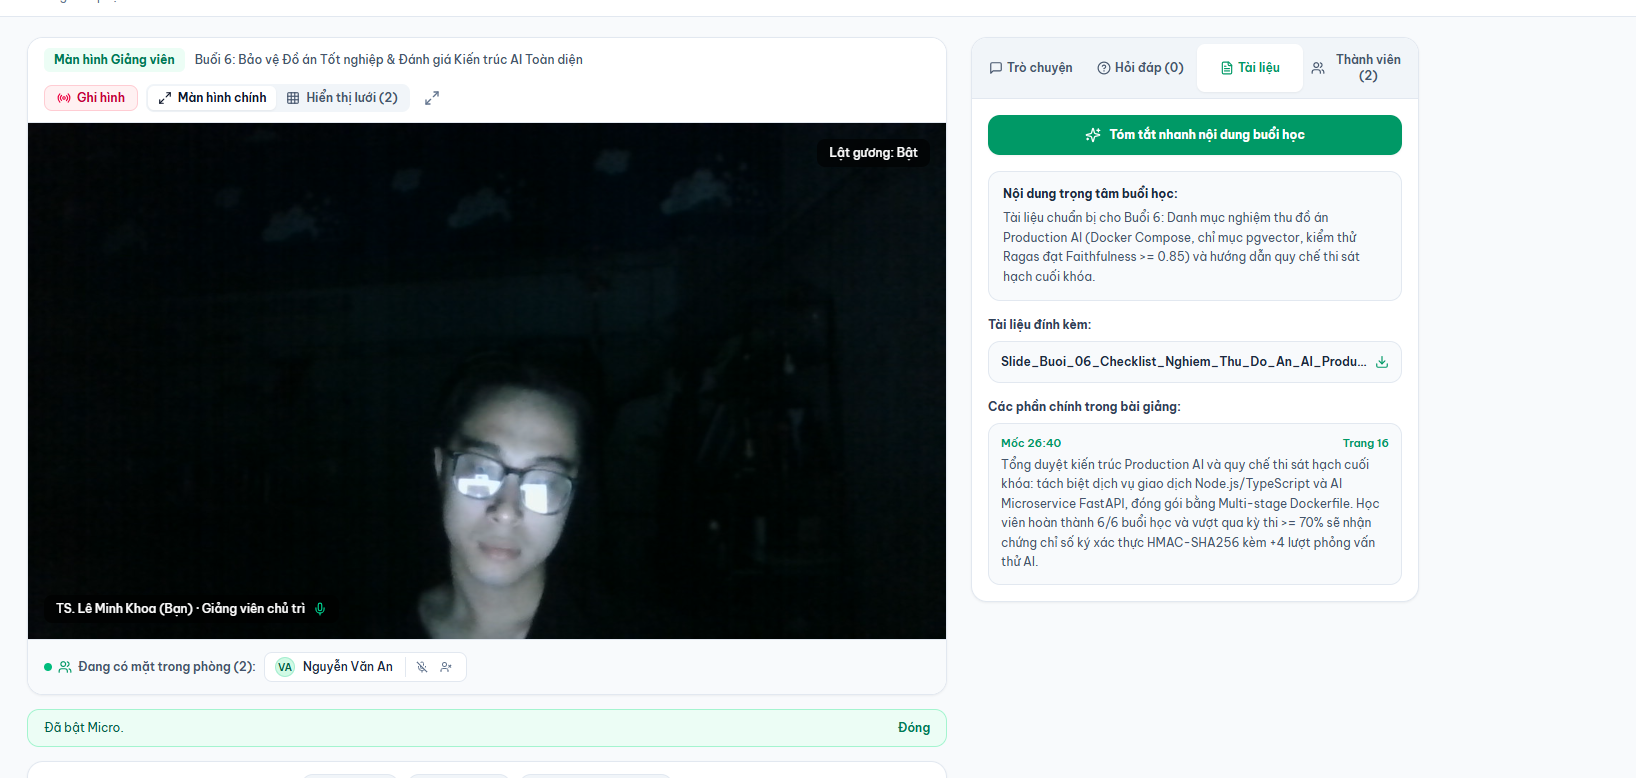 Màn hình Giảng viên
Buổi 6: Bảo vệ Đồ án Tốt nghiệp & Đánh giá Kiến trúc AI Toàn diện
Ghi hình
Màn hình chính
Hiển thị lưới (2)
Lật gương: Bật
TS. Lê Minh Khoa (Bạn) · Giảng viên chủ trì
Đang có mặt trong phòng (2):
VA
Nguyễn Văn An
Đã bật Micro.
Đóng
Trò chuyện
Hỏi đáp (0)
Tài liệu
Thành viên
(2)
Tóm tắt nhanh nội dung buổi học
Nội dung trọng tâm buổi học:
Tài liệu chuẩn bị cho Buổi 6: Danh mục nghiệm thu đồ án
Production AI (Docker Compose, chỉ mục pgvector, kiểm thử
Ragas đạt Faithfulness >= 0.85) và hướng dẫn quy chế thi sát
hạch cuối khóa.
Tài liệu đính kèm:
Slide_Buoi_06_Checklist_Nghiem_Thu_Do_An_AI_Produ...
Các phần chính trong bài giảng:
Mốc 26:40
Trang 16
Tổng duyệt kiến trúc Production AI và quy chế thi sát hạch cuối
khóa: tách biệt dịch vụ giao dịch Node.js/TypeScript và AI
Microservice FastAPI, đóng gói bằng Multi-stage Dockerfile. Học
viên hoàn thành 6/6 buổi học và vượt qua kỳ thi >= 70% sẽ nhận
chứng chỉ số ký xác thực HMAC-SHA256 kèm +4 lượt phỏng vấn
thử AI.